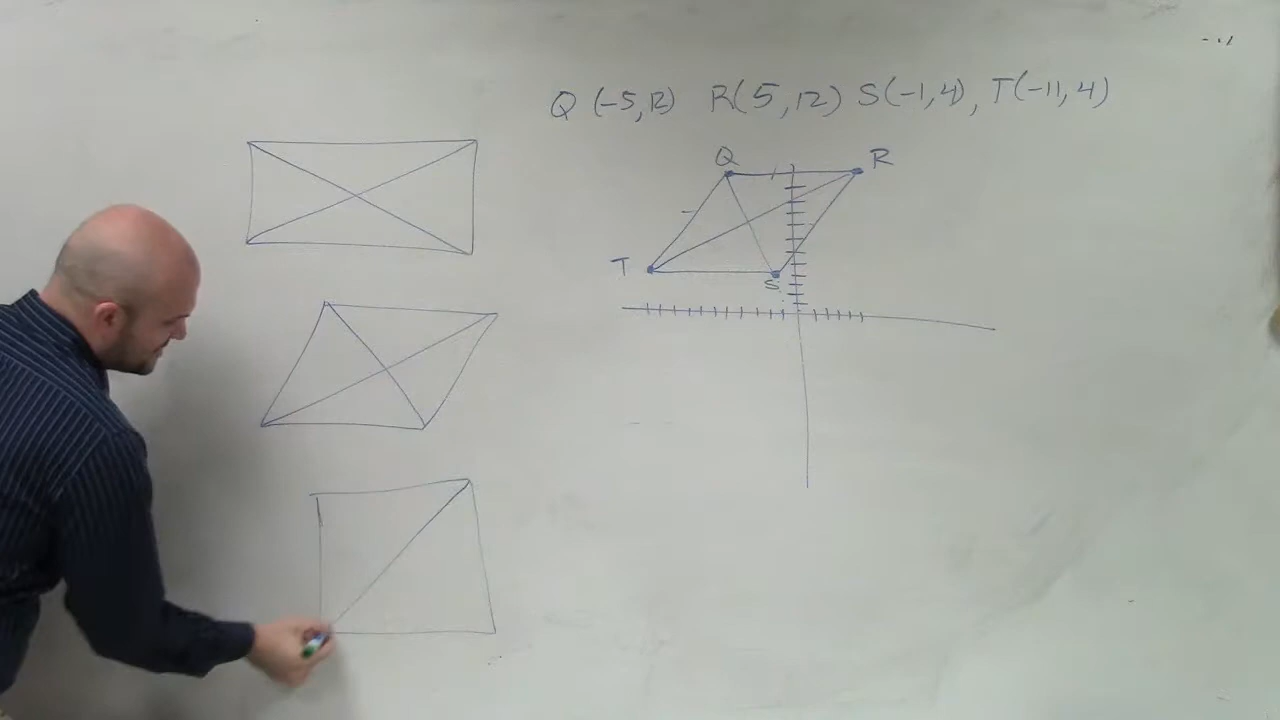 Q (-5,12) R(5,12) S(-1,4), T(-11,4)
Q
R
T
S